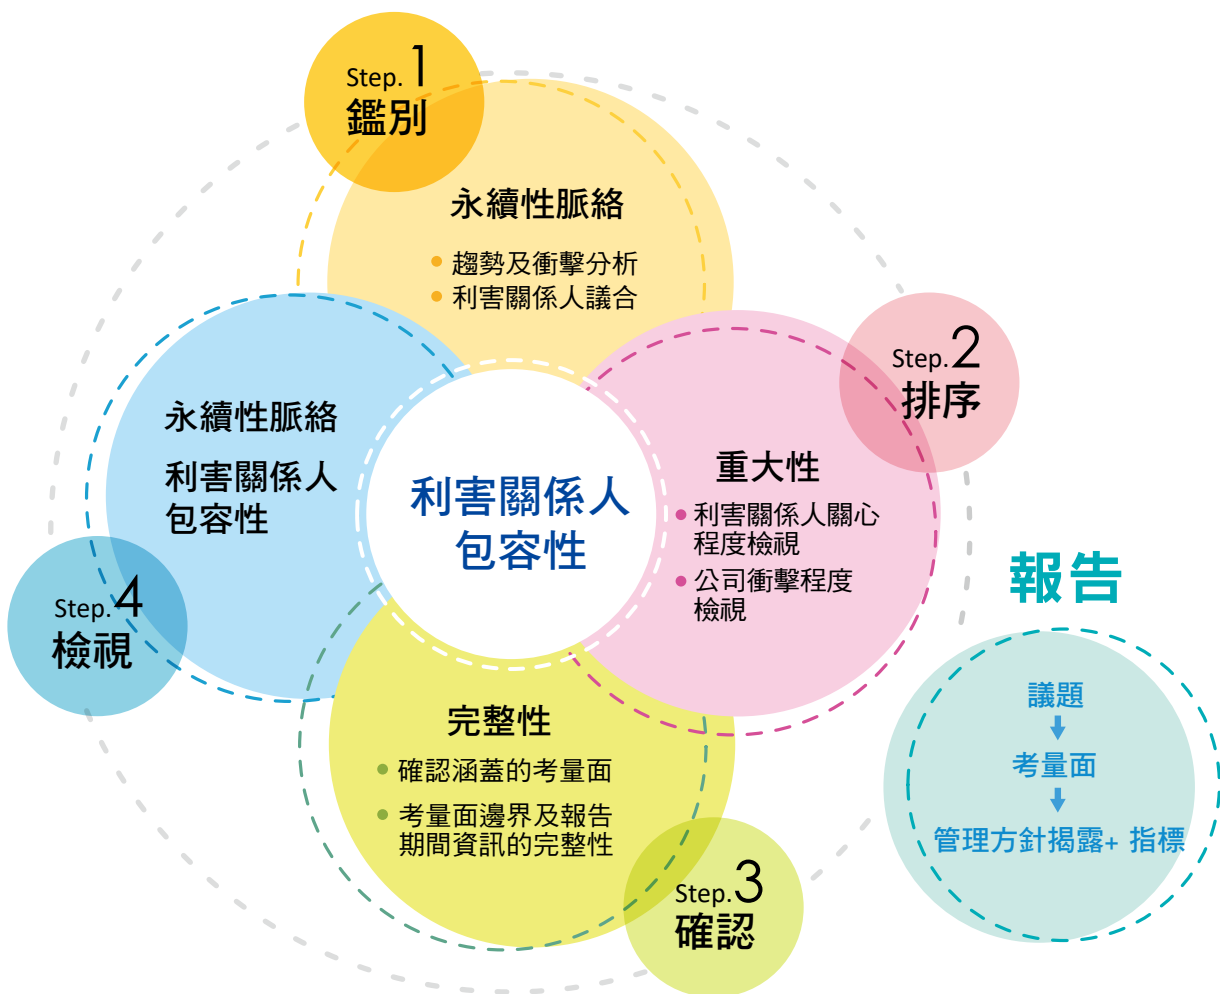 Step.1
鑑別
永續性脈絡
趨勢及衝擊分析
利害關係人議合
Step.2
排序
重大性
利害關係人關心
程度檢視
公司衝擊程度
檢視
Step.3
確認
完整性
確認涵蓋的考量面
考量面邊界及報告
期間資訊的完整性
Step.4
檢視
永續性脈絡
利害關係人
包容性
利害關係人
包容性
報告
議題
考量面
管理方針揭露+ 指標